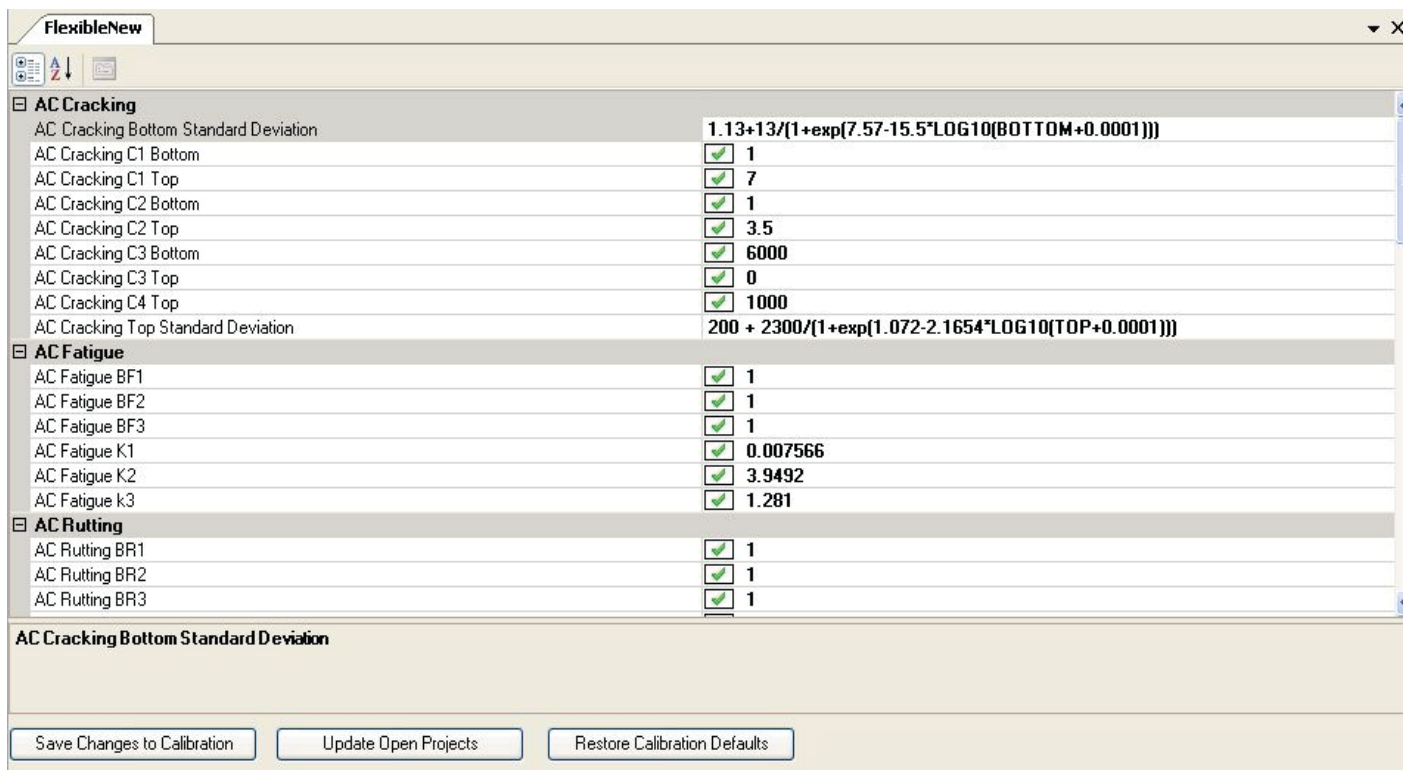 FlexibleNew
AC Cracking
AC Cracking Bottom Standard Deviation 1.13+13/(1+exp(7.57-15.5*LOG10(BOTTOM+0.0001)))
AC Cracking C1 Bottom 1
AC Cracking C1 Top 7
AC Cracking C2 Bottom 1
AC Cracking C2 Top 3.5
AC Cracking C3 Bottom 6000
AC Cracking C3 Top 0
AC Cracking C4 Top 1000
AC Cracking Top Standard Deviation 200 + 2300/(1+exp(1.072-2.1654*LOG10(TOP+0.0001)))
AC Fatigue
AC Fatigue BF1 1
AC Fatigue BF2 1
AC Fatigue BF3 1
AC Fatigue K1 0.007566
AC Fatigue K2 3.9492
AC Fatigue k3 1.281
AC Rutting
AC Rutting BR1 1
AC Rutting BR2 1
AC Rutting BR3 1
AC Cracking Bottom Standard Deviation
Save Changes to Calibration Update Open Projects Restore Calibration Defaults